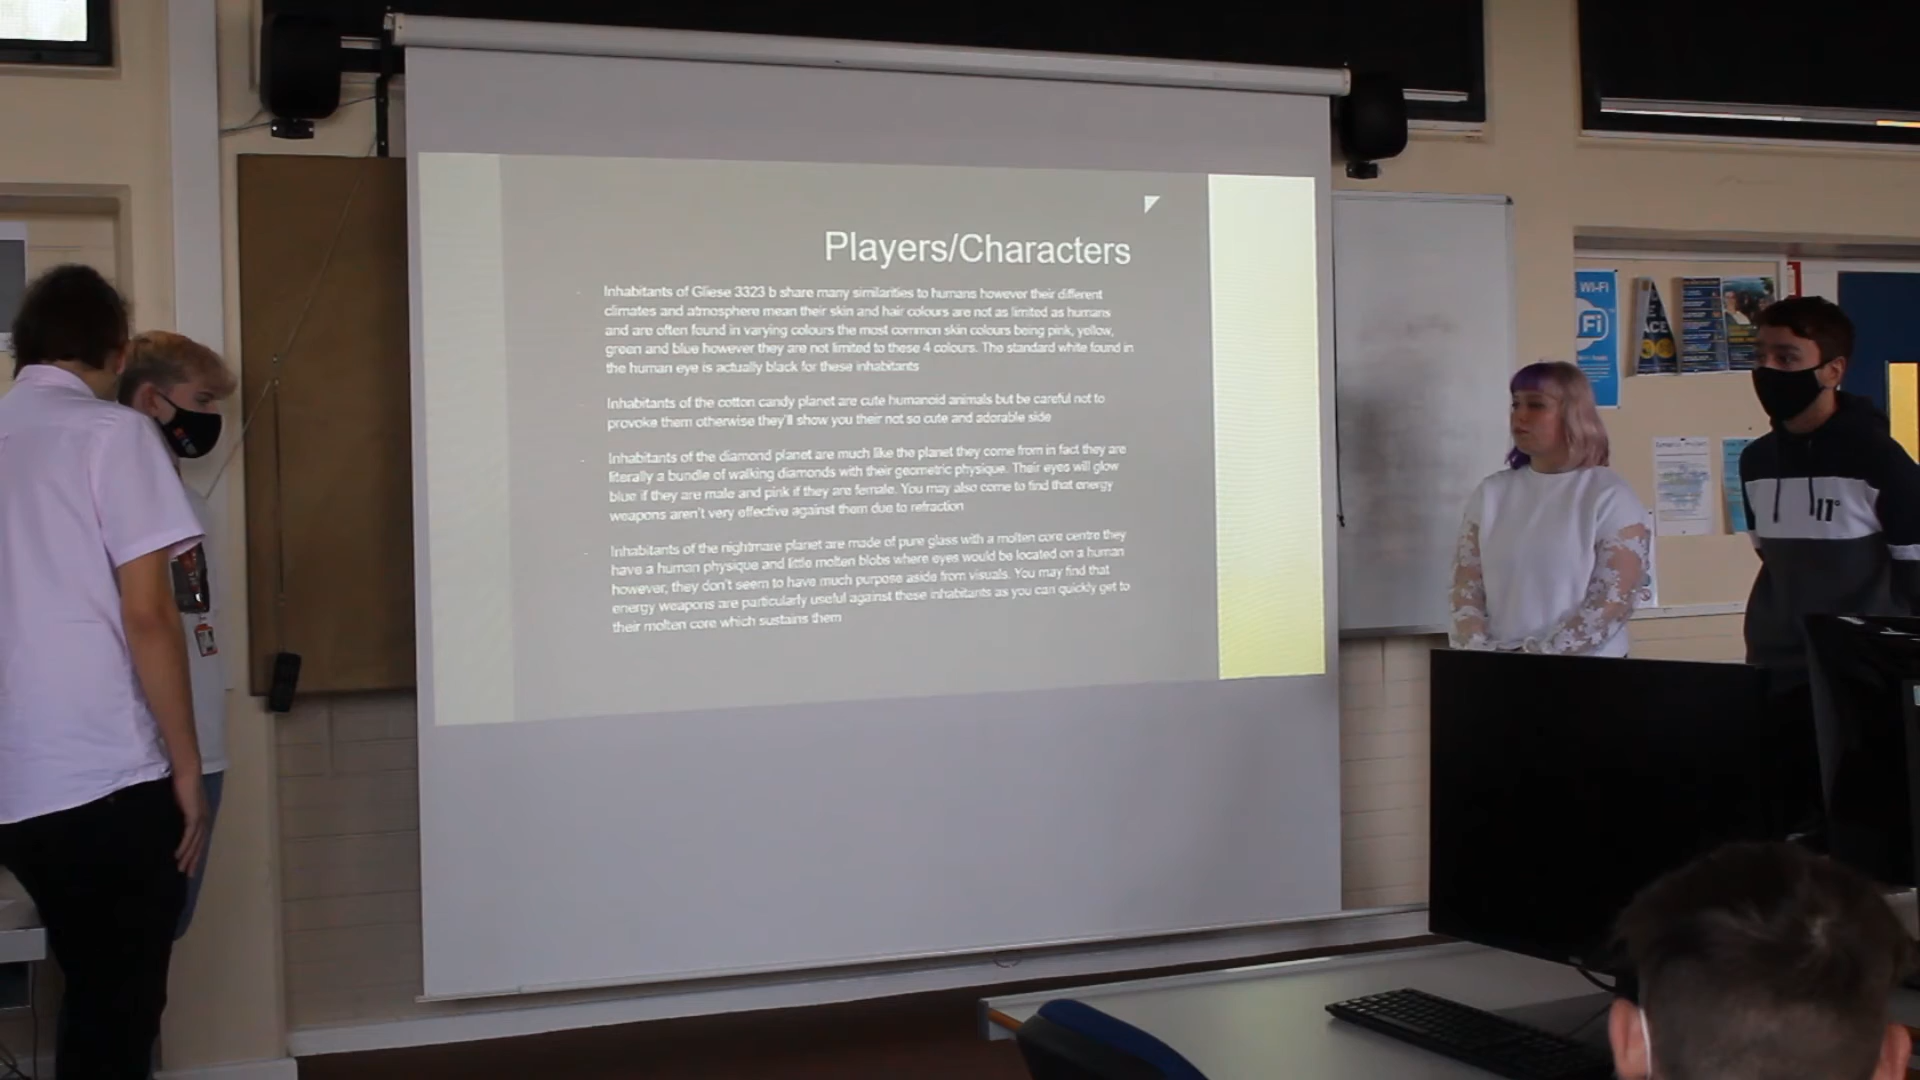 Players/Characters
Inhabitants of Gliese 3323 b share many similarities to humans however their different
climates and atmosphere mean their skin and hair colours are not as limited as humans
and are often found in varying colours the most common skin colours being pink, yellow,
green and blue however they are not limited to these 4 colours. The standard white found in
the human eye is actually black for these inhabitants
Inhabitants of the cotton candy planet are cute humanoid animals but be careful not to
provoke them otherwise they'll show you their not so cute and adorable side
Inhabitants of the diamond planet are much like the planet they come from in fact they are
literally a bundle of walking diamonds with their geometric physique. Their eyes will glow
blue if they are male and pink if they are female. You may also come to find that energy
weapons aren't very effective against them due to refraction
Inhabitants of the nightmare planet are made of pure glass with a molten core centre they
have a human physique and little molten blobs where eyes would be located on a human
however, they don't seem to have much purpose aside from visuals. You may find that
energy weapons are particularly useful against these inhabitants as you can quickly get to
their molten core which sustains them
WI-FI
Fi
11°